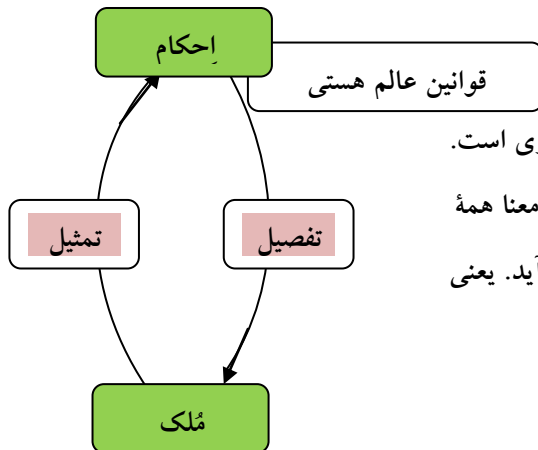 اِحکام
قوانین عالم هستی
ی است.
معنا همهٔ
آید. یعنی
تمثیل
تفصیل
مُلک